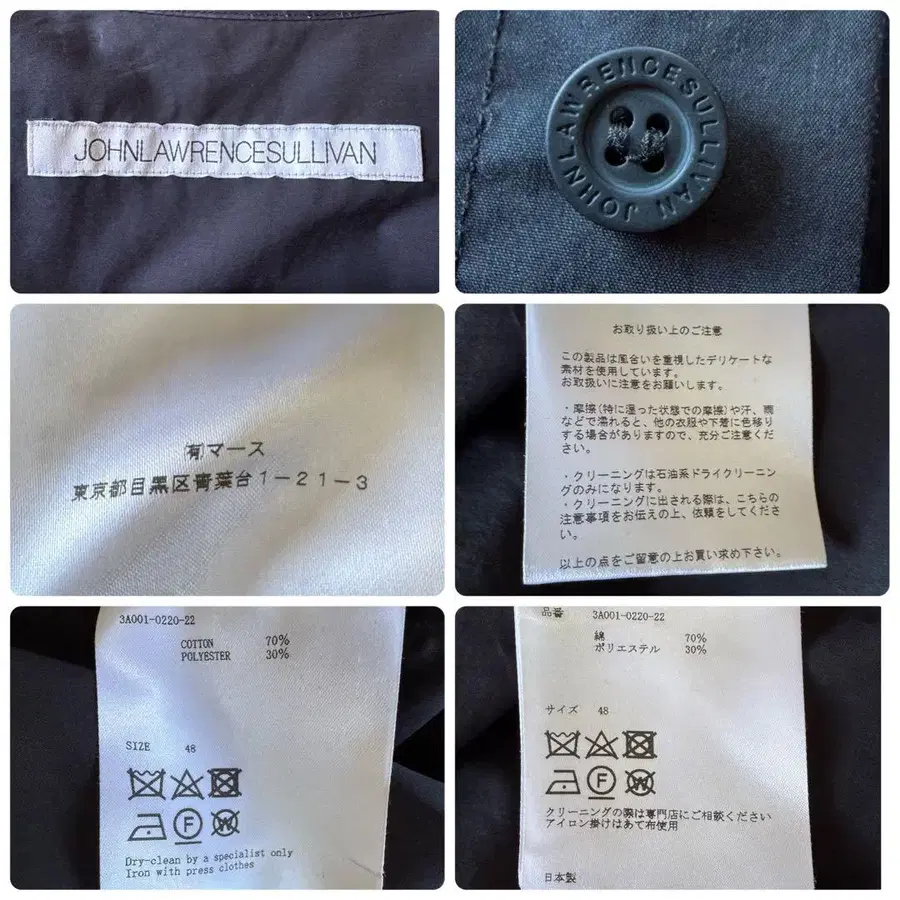 JOHNLAWRENCESULLIVAN
JOHNLAWRENCESULLIVAN
㈲マース
東京都目黒区青葉台1-21-3
お取り扱い上のご注意
この製品は風合いを重視したデリケートな
素材を使用しています。
お取扱いに注意をお願いします。
・摩擦(特に湿った状態での摩擦)や汗、雨
などで濡れると、他の衣服や下着に色移り
する場合がありますので、充分ご注意くだ
さい。
・クリーニングは石油系ドライクリーニン
グのみになります。
・クリーニングに出される際は、こちらの
注意事項をお伝えの上、依頼をしてくださ
い。
以上の点をご留意の上お買い求め下さい。
3A001-0220-22
COTTON 70%
POLYESTER 30%
SIZE 48
F W
Dry-clean by a specialist only
Iron with press clothes
品番 3A001-0220-22
綿 70%
ポリエステル 30%
サイズ 48
F W
クリーニングの際は専門店にご相談ください
アイロン掛けはあて布使用
日本製